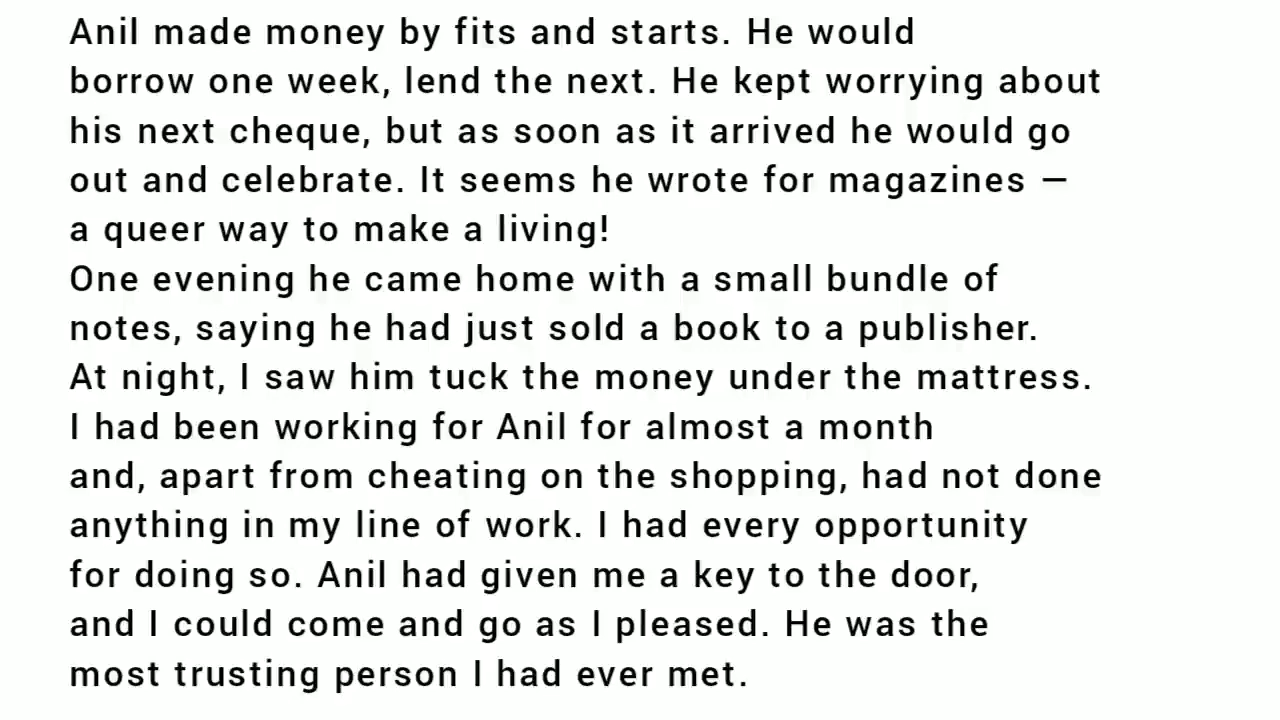 Anil made money by fits and starts. He would
borrow one week, lend the next. He kept worrying about
his next cheque, but as soon as it arrived he would go
out and celebrate. It seems he wrote for magazines —
a queer way to make a living!
One evening he came home with a small bundle of
notes, saying he had just sold a book to a publisher.
At night, I saw him tuck the money under the mattress.
I had been working for Anil for almost a month
and, apart from cheating on the shopping, had not done
anything in my line of work. I had every opportunity
for doing so. Anil had given me a key to the door,
and I could come and go as I pleased. He was the
most trusting person I had ever met.